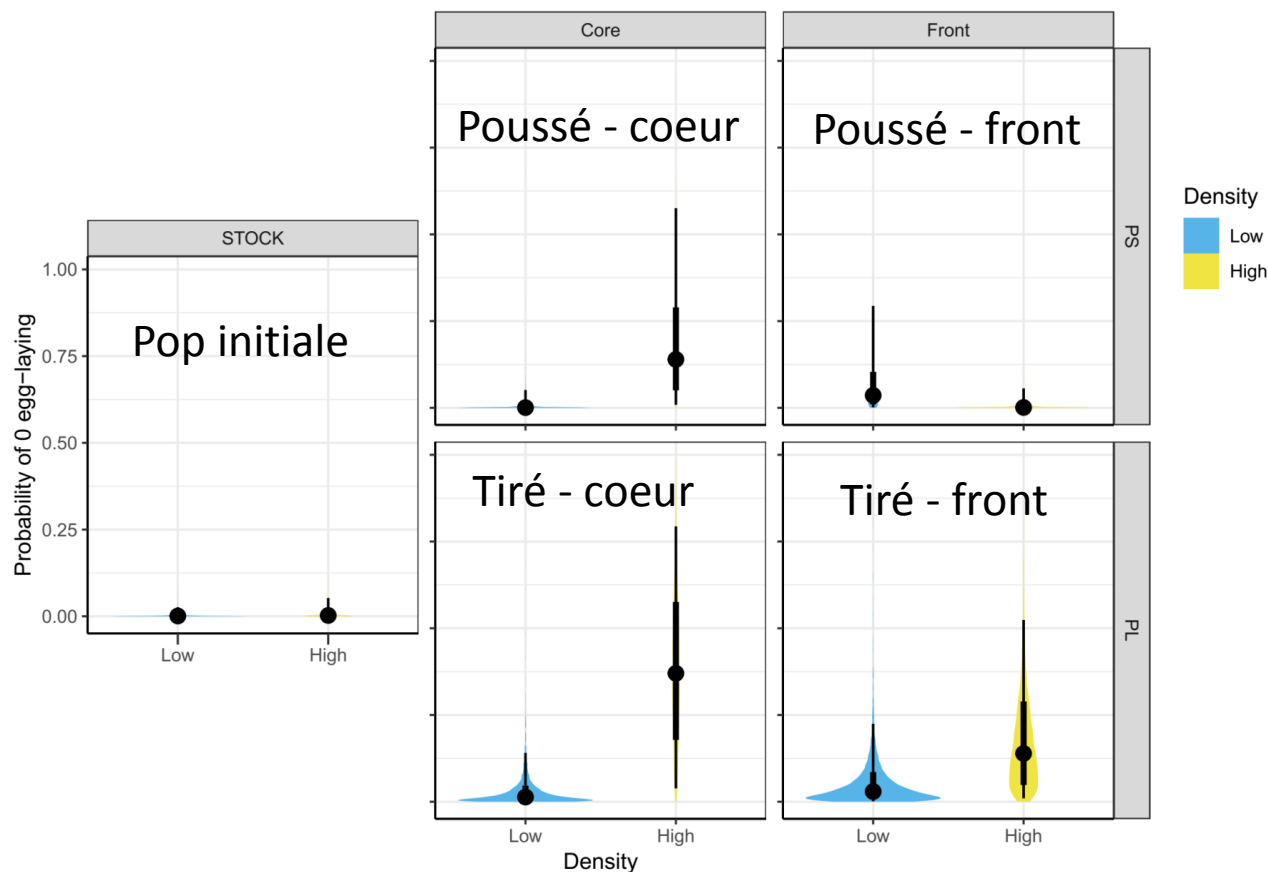 Core
Front
Poussé - coeur
Poussé - front
PS
Density
Low
High
STOCK
Pop initiale
Probability of 0 egg-laying
1.00
0.75
0.50
0.25
0.00
Low
High
Tiré - coeur
Tiré - front
PL
Low
High
Low
High
Density